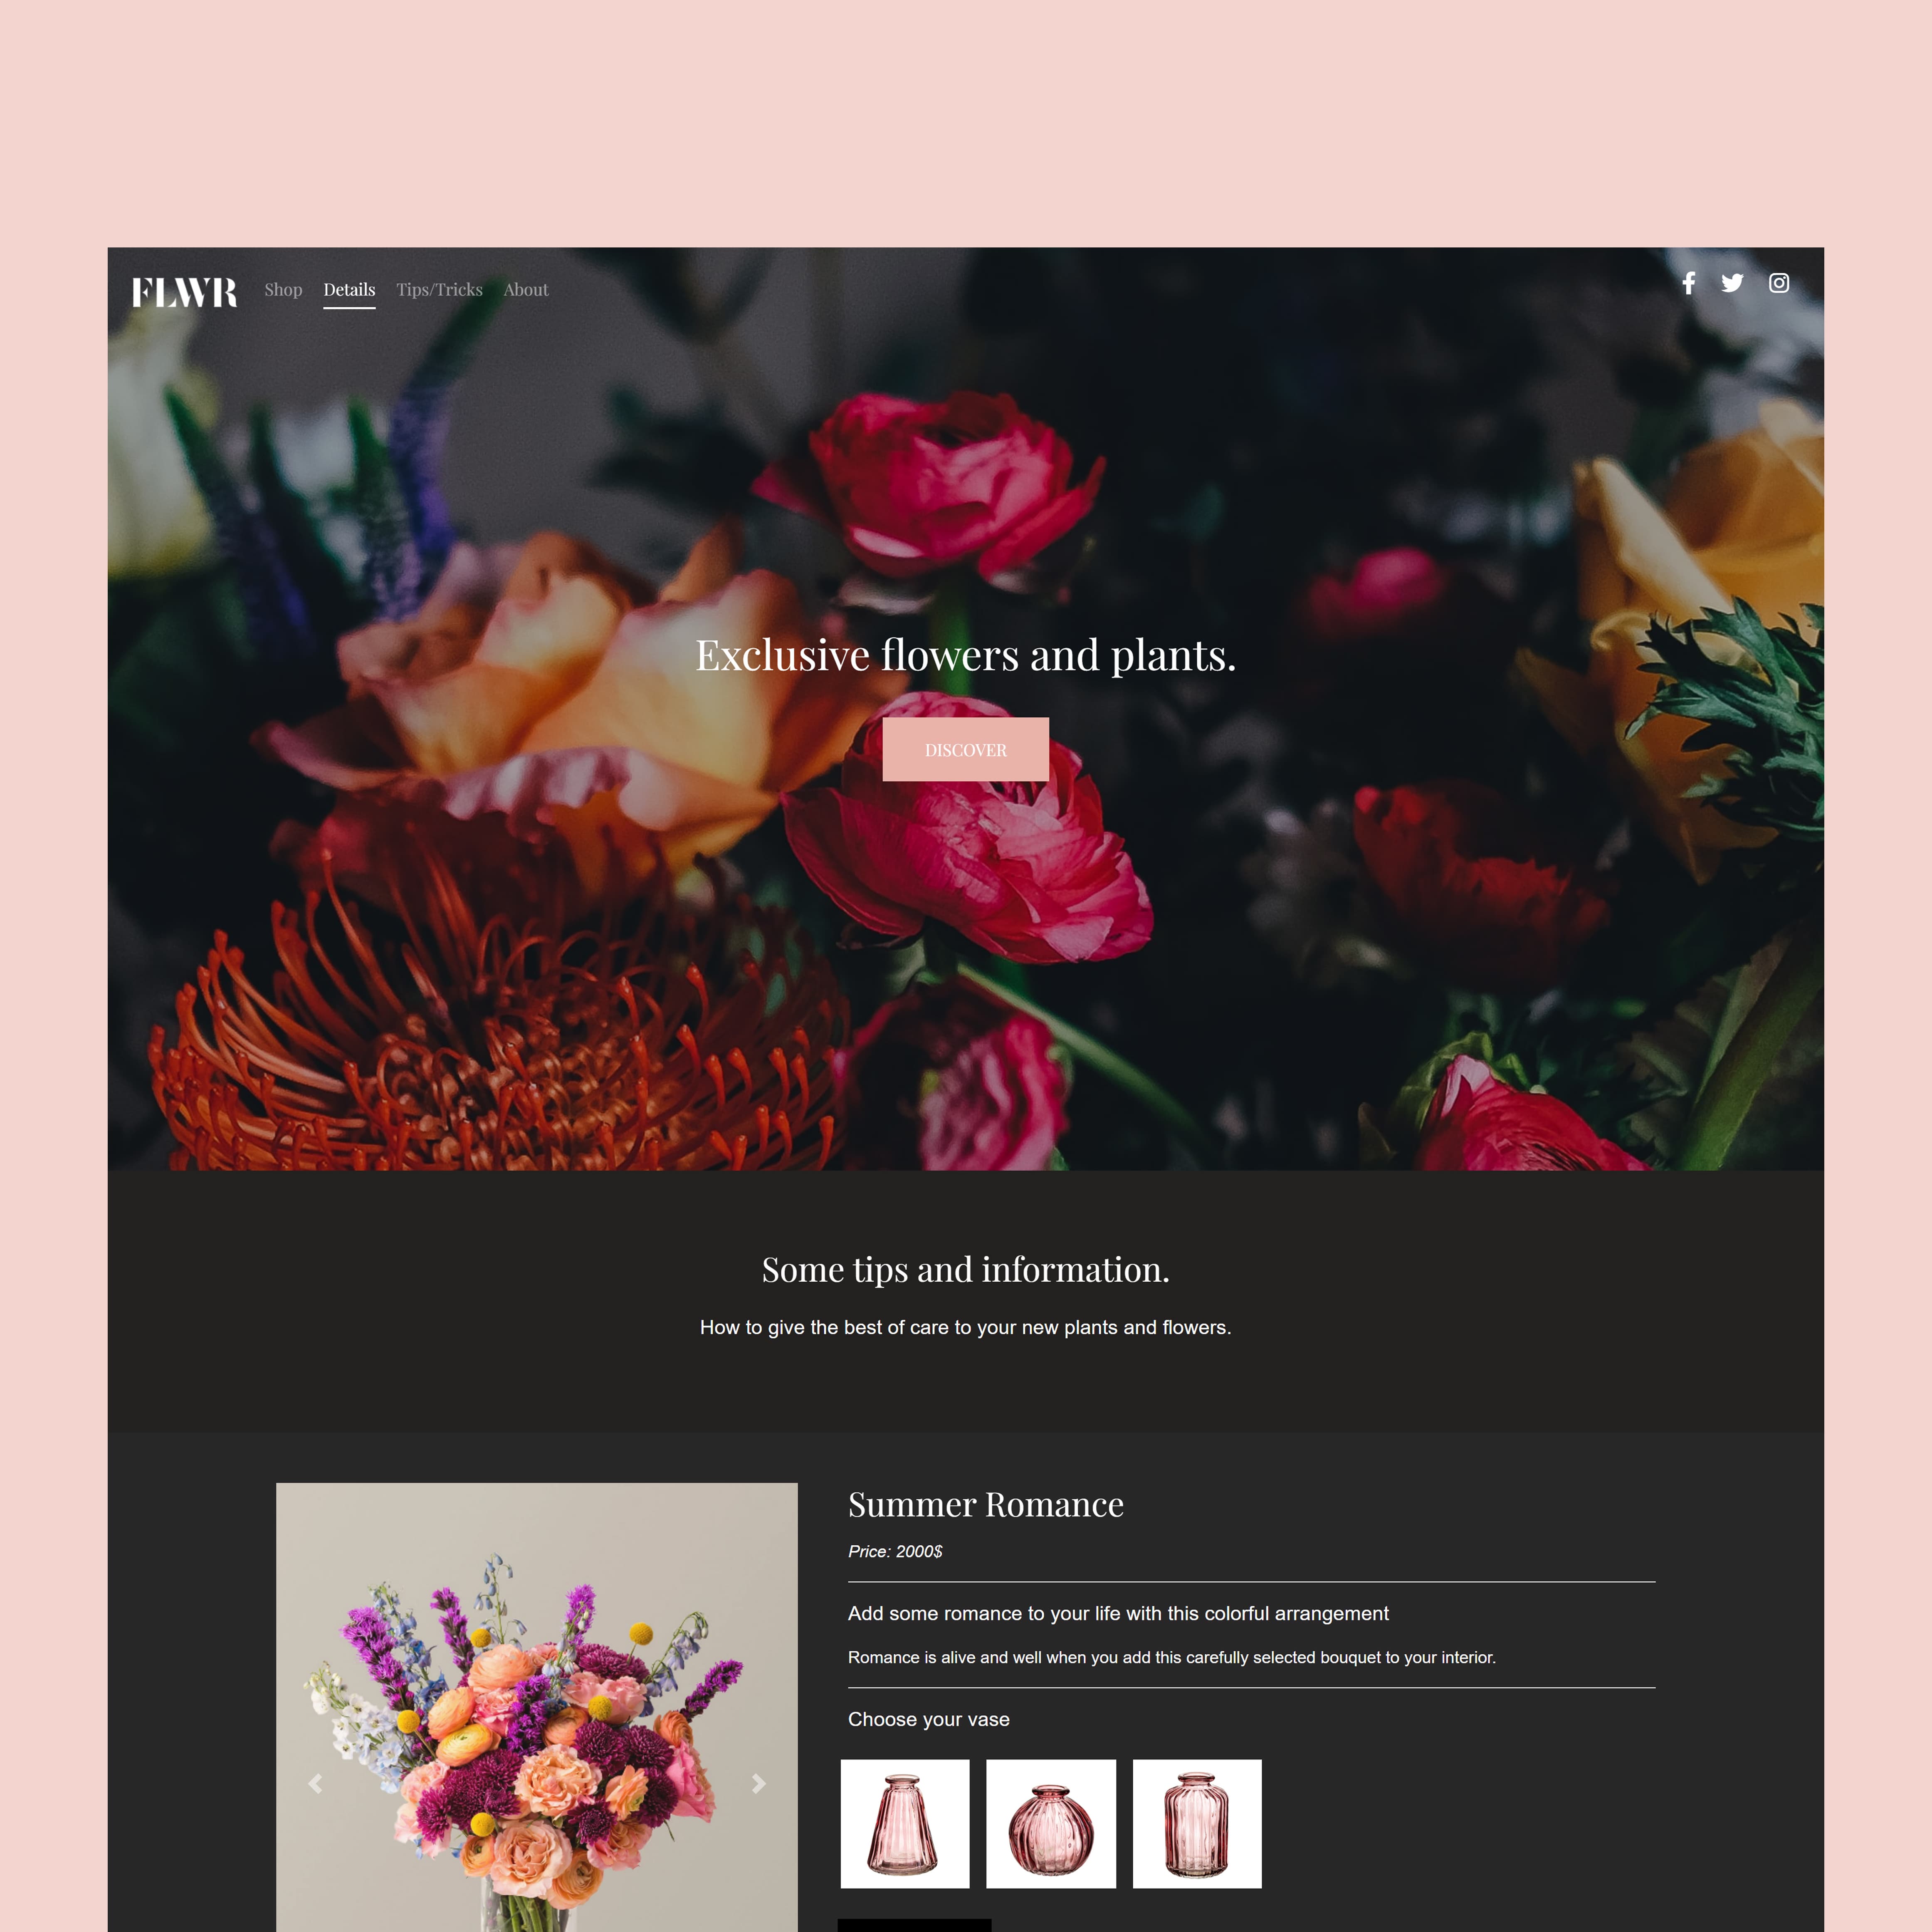 FLWR Shop Details Tips/Tricks About
Exclusive flowers and plants.
DISCOVER
Some tips and information.
How to give the best of care to your new plants and flowers.
Summer Romance
Price: 2000$
Add some romance to your life with this colorful arrangement
Romance is alive and well when you add this carefully selected bouquet to your interior.
Choose your vase